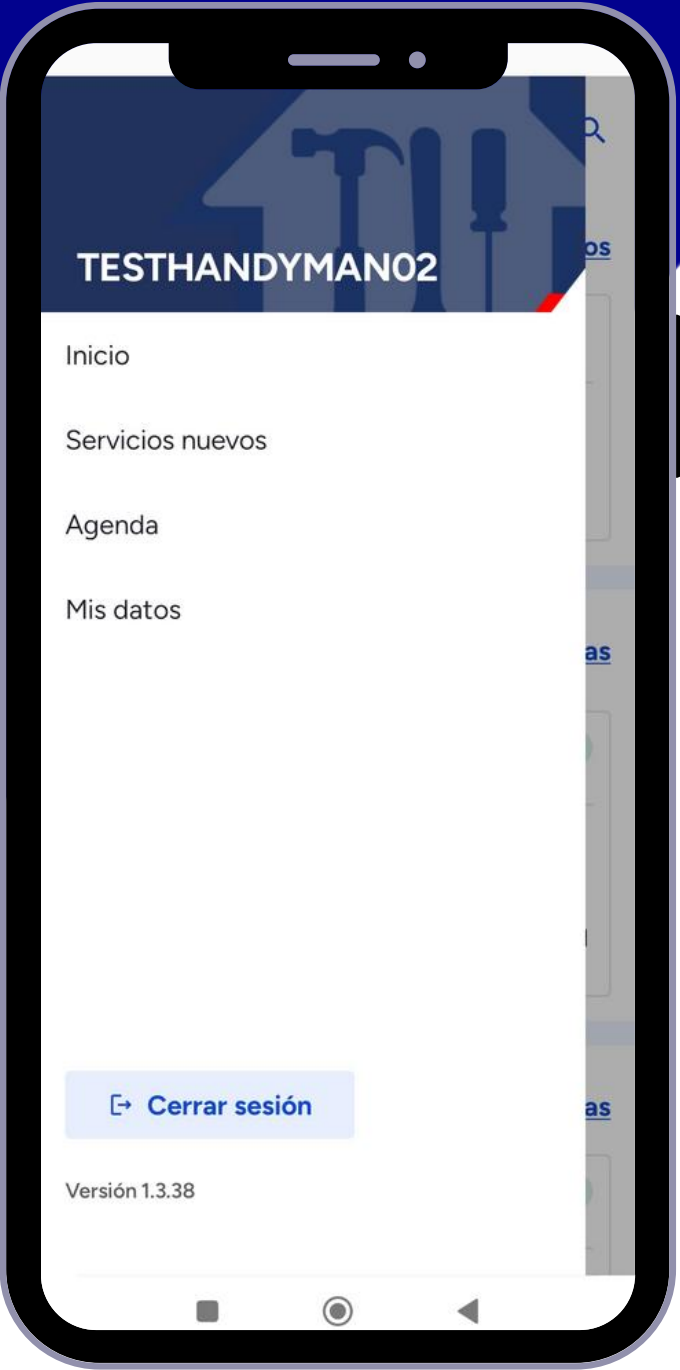 TESTHANDYMAN02
Inicio
Servicios nuevos
Agenda
Mis datos
Cerrar sesión
Versión 1.3.38